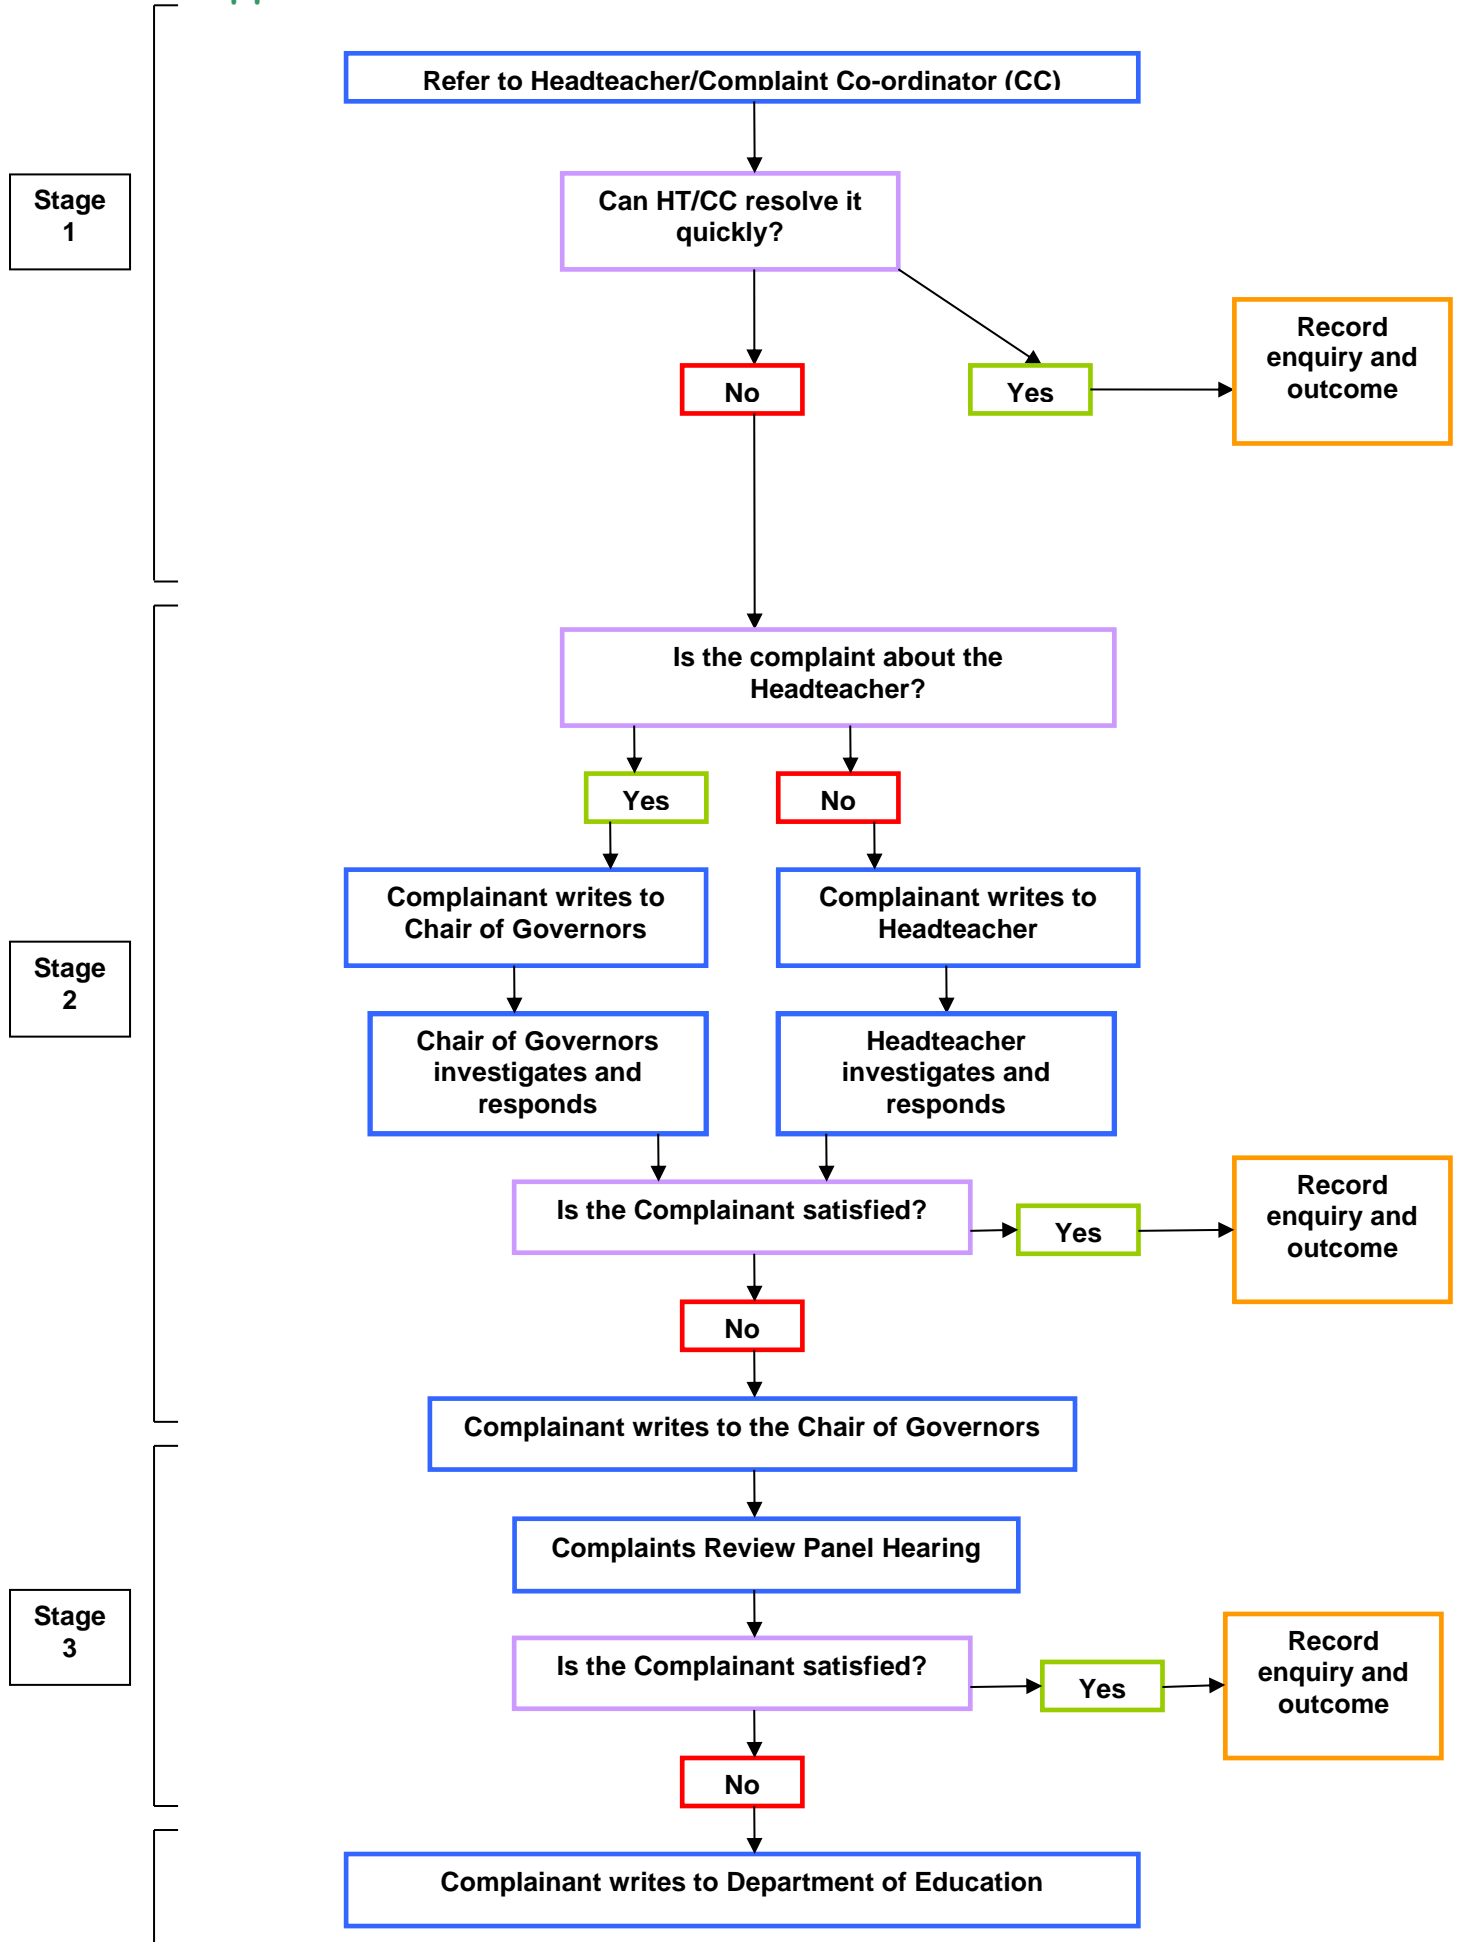 Refer to Headteacher/Complaint Co-ordinator (CC)
Stage
1
Can HT/CC resolve it
quickly?
No
Yes
Record
enquiry and
outcome
Is the complaint about the
Headteacher?
Yes
No
Complainant writes to
Chair of Governors
Complainant writes to
Headteacher
Stage
2
Chair of Governors
investigates and
responds
Headteacher
investigates and
responds
Is the Complainant satisfied?
Yes
Record
enquiry and
outcome
No
Complainant writes to the Chair of Governors
Complaints Review Panel Hearing
Stage
3
Is the Complainant satisfied?
Yes
Record
enquiry and
outcome
No
Complainant writes to Department of Education